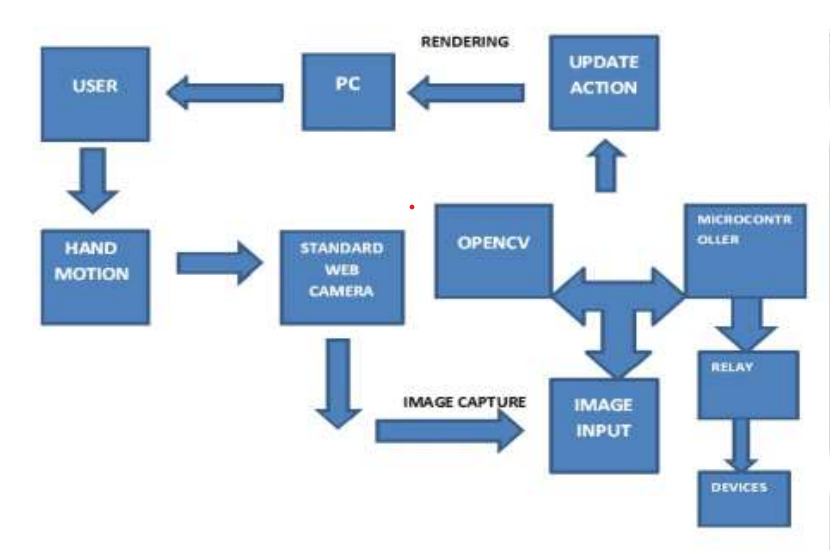 RENDERING
USER
PC
UPDATE
ACTION
HAND
MOTION
STANDARD
WEB
CAMERA
OPENCV
MICROCONTR
OLLER
RELAY
IMAGE CAPTURE
IMAGE
INPUT
DEVICES